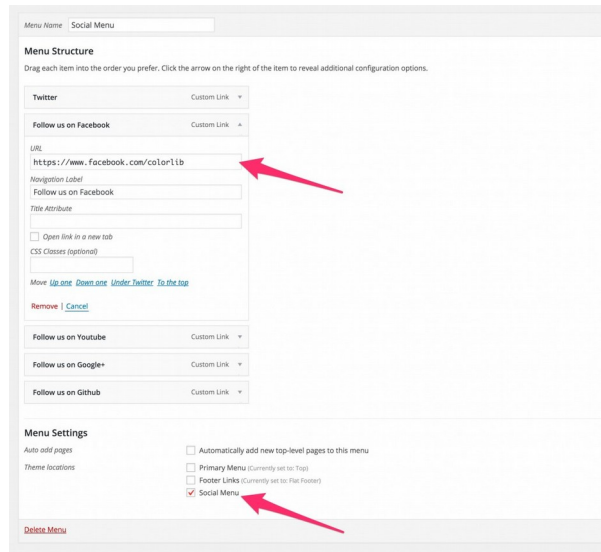 Menu Name Social Menu
Menu Structure
Drag each item into the order you prefer. Click the arrow on the right of the item to reveal additional configuration options.
Twitter Custom Link
Follow us on Facebook Custom Link
URL
https://www.facebook.com/colorlib
Navigation Label
Follow us on Facebook
Title Attribute
Open link in a new tab
CSS Classes (optional)
Move Up one Down one Under Twitter To the top
Remove | Cancel
Follow us on Youtube Custom Link
Follow us on Google+ Custom Link
Follow us on Github Custom Link
Menu Settings
Auto add pages Automatically add new top-level pages to this menu
Theme locations Primary Menu (Currently set to: Top)
Footer Links (Currently set to: Flat Footer)
Social Menu
Delete Menu